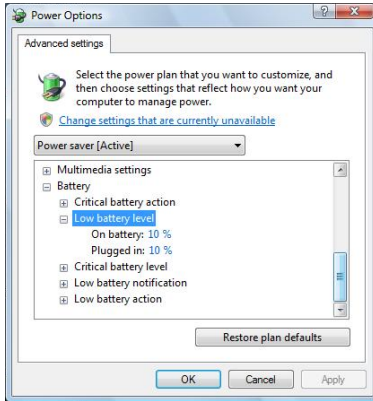 Power Options
Advanced settings
Select the power plan that you want to customize, and
then choose settings that reflect how you want your
computer to manage power.
Change settings that are currently unavailable
Power saver [Active]
Multimedia settings
Battery
Critical battery action
Low battery level
On battery: 10 %
Plugged in: 10 %
Critical battery level
Low battery notification
Low battery action
Restore plan defaults
OK
Cancel
Apply